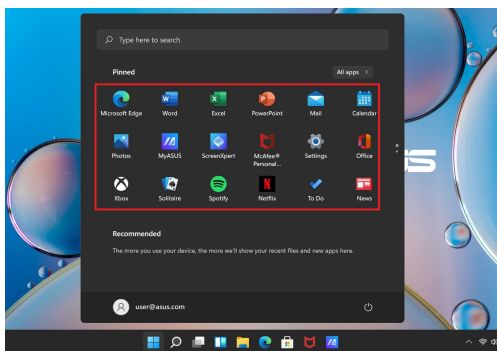 Type here to search
Pinned
All apps >
Microsoft Edge Word Excel PowerPoint Mail Calendar
Photos MyASUS ScreenXpert McAfee® Personal... Settings Office
Xbox Solitaire Spotify Netflix To Do News
Recommended
The more you use your device, the more we'll show your recent files and new apps here.
user@asus.com